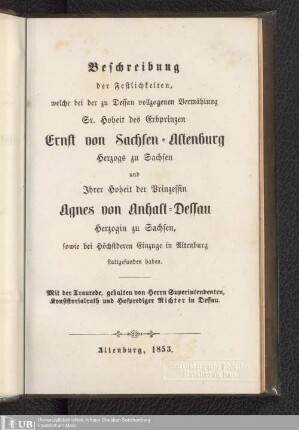 Beschreibung
der Festlichkeiten,
welche bei der zu Dessau vollzogenen Vermählung
Sr. Hoheit des Erbprinzen
Ernst von Sachsen-Altenburg
Herzogs zu Sachsen
und
Ihrer Hoheit der Prinzessin
Agnes von Anhalt-Dessau
Herzogin zu Sachsen,
sowie bei Höchstderen Einzuge in Altenburg
stattgefunden haben.
Mit der Traurede, gehalten von Herrn Superintendenten,
Konsistorialrath und Hofprediger Richter in Dessau.
Altenburg, 1853.
UB